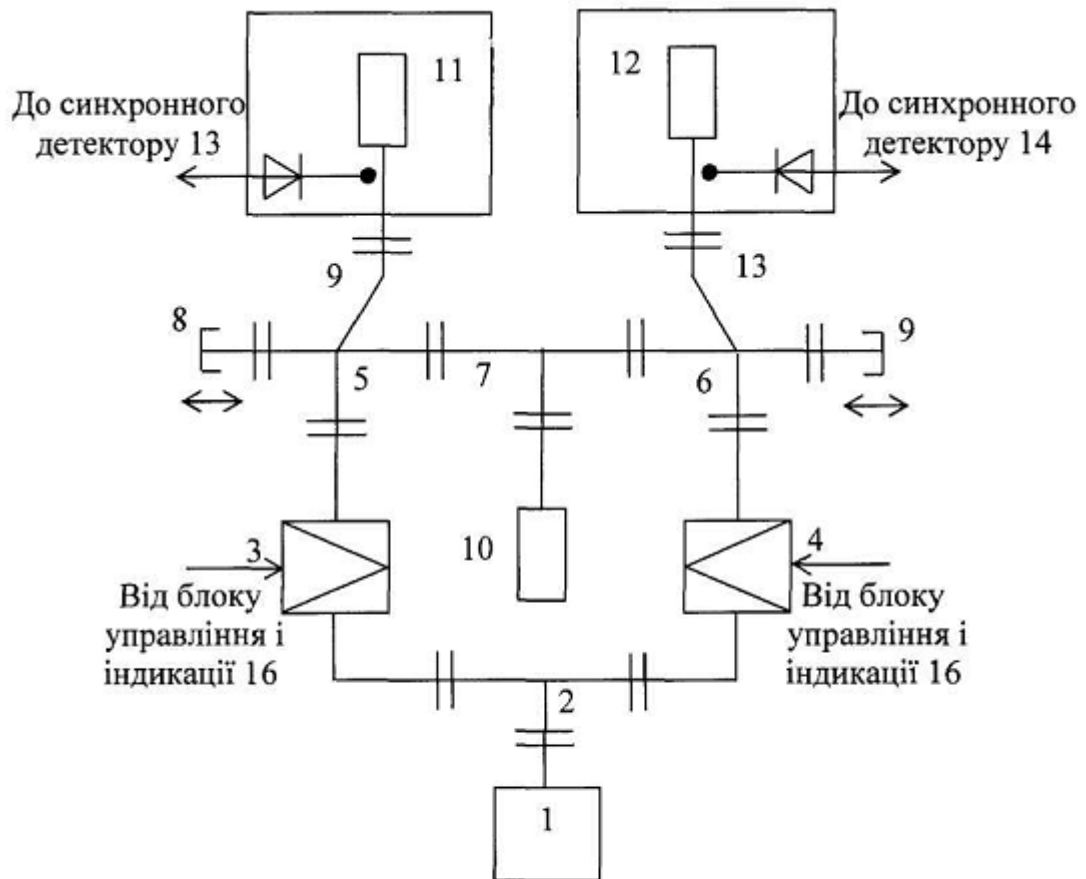 11
12
До синхронного
детектору 13
До синхронного
детектору 14
9
13
8
9
5
7
6
3
10
4
Від блоку
управління і
індикації 16
Від блоку
управління і
індикації 16
2
1